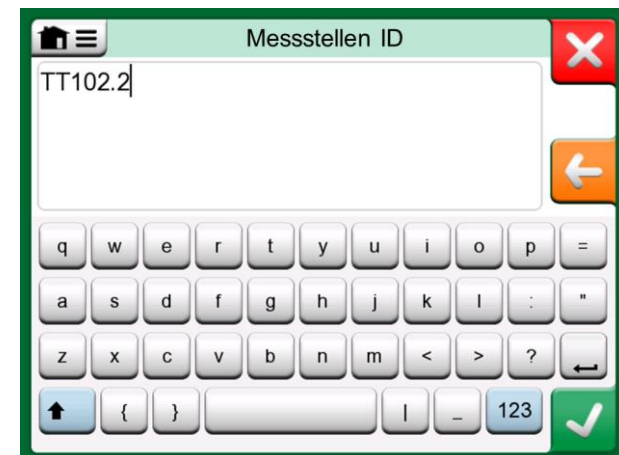 Messstellen ID
TT102.2
q w e r t y u i o p =
a s d f g h j k l : "
z x c v b n m < > ?
{ } | _ 123